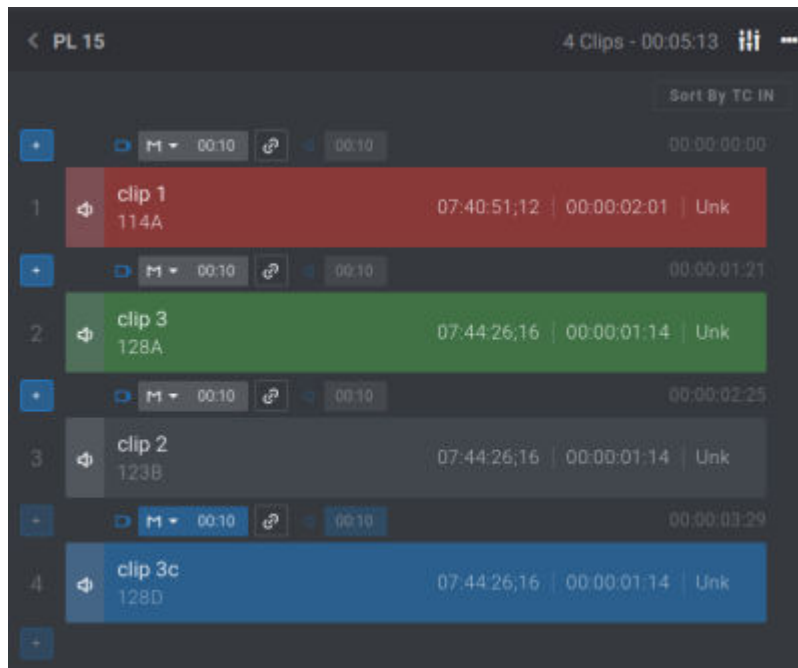 < PL 15 4 Clips - 00:05:13
Sort By TC IN
+ M 00:10 00:10 00:00:00:00
1 clip 1 07:40:51;12 | 00:00:02:01 | Unk
114A
+ M 00:10 00:10 00:00:01:21
2 clip 3 07:44:26;16 | 00:00:01:14 | Unk
128A
+ M 00:10 00:10 00:00:02:25
3 clip 2 07:44:26;16 | 00:00:01:14 | Unk
123B
+ M 00:10 00:10 00:00:03:29
4 clip 3c 07:44:26;16 | 00:00:01:14 | Unk
128D
+